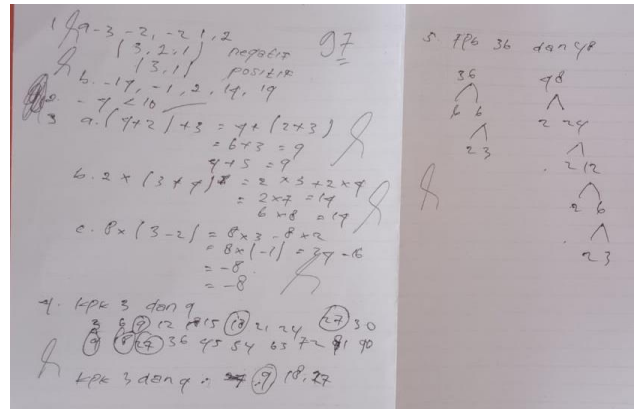 1. a. -3 -2, -2 1, 2
(3, 2, 1) negatif
(3, 1) positif
97
b. -14, -1, 2, 14, 19
2. -7 < 10
3 a. (4+2)+3 = 4+(2+3)
= 6+3 = 9
4+5 = 9
b. 2 x (3+4) = 2 x 3 + 2 x 4
= 2x7 = 14
6 x 8 = 14
c. 8 x (3-2) = 8 x 3 - 8 x 2
= 8 x (-1) = 24 - 16
= -8
= -8
4. KPK 3 dan 9
3 6 9 12 15 18 21 24 27 30
9 18 27 36 45 54 63 72 81 90
KPK 3 dan 9 : 9 18, 27
5. FPB 36 dan 48
36 48
6 6 2 24
2 3 2 12
2 6
2 3